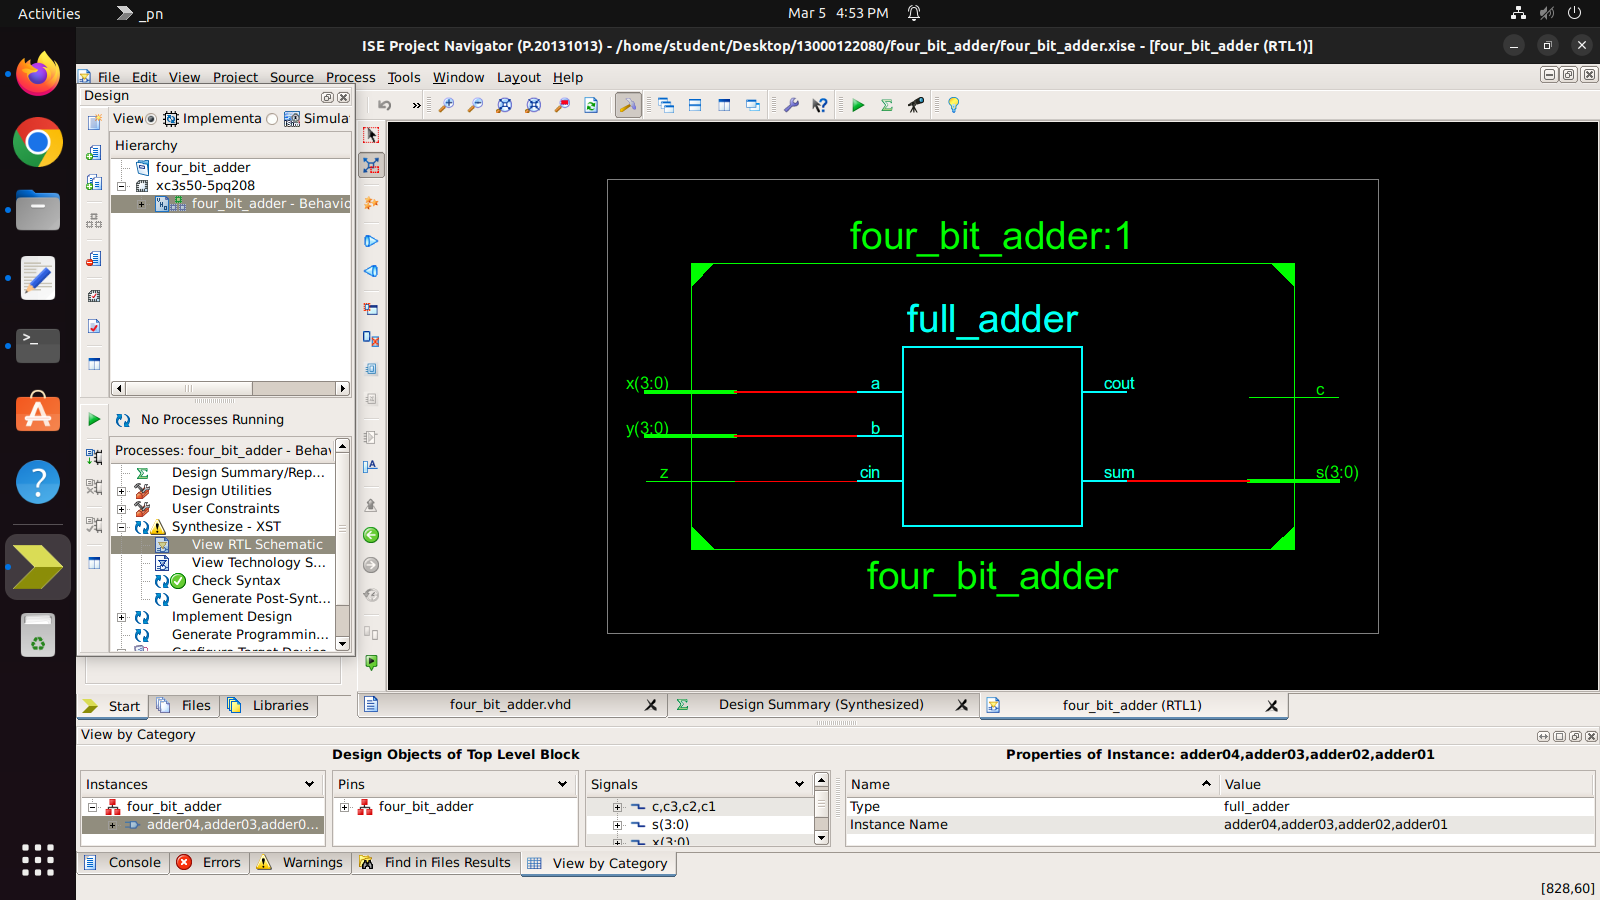 Activities
_pn
Mar 5 4:53 PM
ISE Project Navigator (P.20131013) - /home/student/Desktop/13000122080/four_bit_adder/four_bit_adder.xise - [four_bit_adder (RTL1)]
File Edit View Project Source Process Tools Window Layout Help
Design
View Implementa Simulat
Hierarchy
four_bit_adder
xc3s50-5pq208
four_bit_adder - Behavio
No Processes Running
Processes: four_bit_adder - Behav
Design Summary/Rep...
Design Utilities
User Constraints
Synthesize - XST
View RTL Schematic
View Technology S...
Check Syntax
Generate Post-Synt...
Implement Design
Generate Programmin...
Configure Target Device
Start Files Libraries
four_bit_adder:1
full_adder
x(3:0) a cout c
y(3:0) b
z cin sum s(3:0)
four_bit_adder
four_bit_adder.vhd
Design Summary (Synthesized)
four_bit_adder (RTL1)
View by Category
Design Objects of Top Level Block
Properties of Instance: adder04,adder03,adder02,adder01
Instances
four_bit_adder
adder04,adder03,adder0...
Pins
four_bit_adder
Signals
c,c3,c2,c1
s(3:0)
x(3:0)
Name Value
Type full_adder
Instance Name adder04,adder03,adder02,adder01
Console Errors Warnings Find in Files Results View by Category
[828,60]